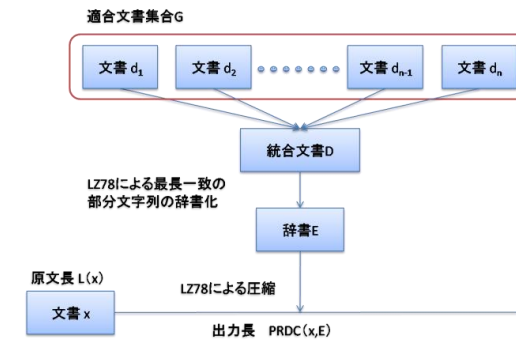 適合文書集合G
文書 d1
文書 d2
文書 dn-1
文書 dn
統合文書D
LZ78による最長一致の
部分文字列の辞書化
辞書E
原文長 L(x)
LZ78による圧縮
文書 x
出力長 PRDC(x,E)